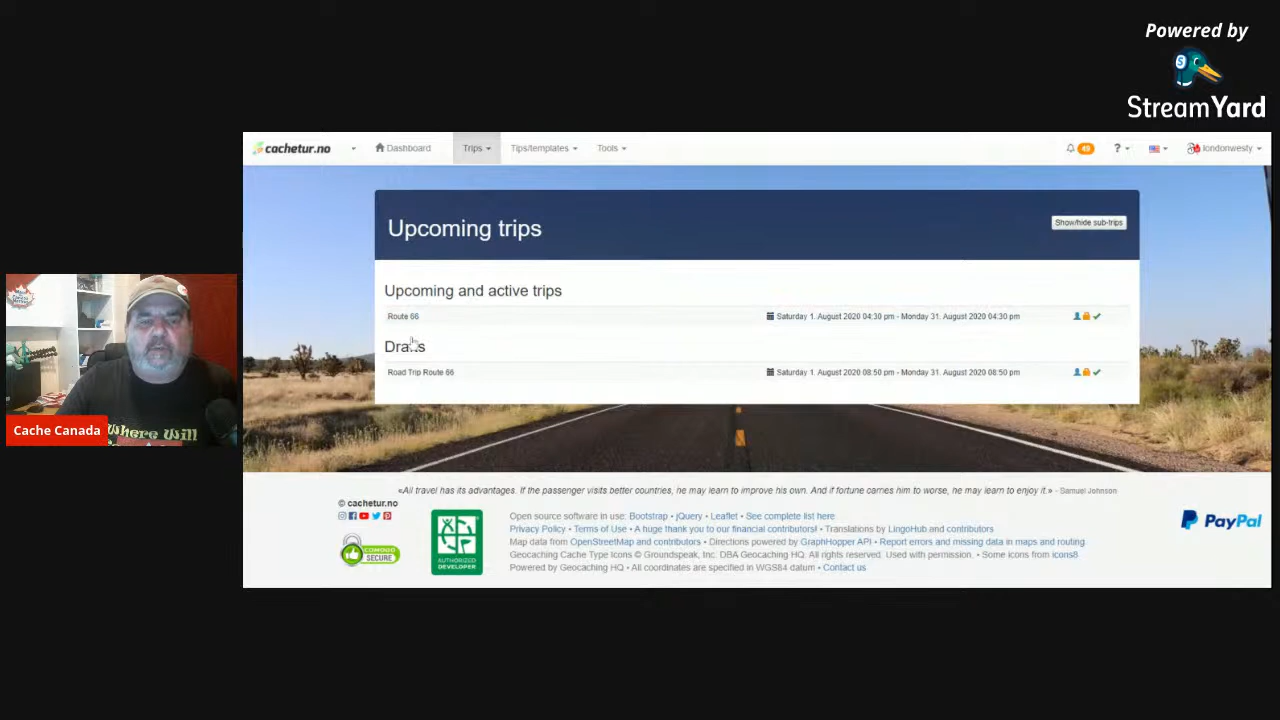 Powered by
StreamYard
cachetur.no Dashboard Trips Tips/templates Tools 49 ? londonwesty
Upcoming trips
Show/hide sub-trips
Upcoming and active trips
Route 66 Saturday 1. August 2020 04:30 pm - Monday 31. August 2020 04:30 pm
Drafts
Road Trip Route 66 Saturday 1. August 2020 08:50 pm - Monday 31. August 2020 08:50 pm
Cache Canada
Where Will
«All travel has its advantages. If the passenger visits better countries, he may learn to improve his own. And if fortune carries him to worse, he may learn to enjoy it.» - Samuel Johnson
© cachetur.no
COMODO
SECURE
AUTHORIZED
DEVELOPER
Open source software in use: Bootstrap • jQuery • Leaflet • See complete list here
Privacy Policy • Terms of Use • A huge thank you to our financial contributors! • Translations by LingoHub and contributors
Map data from OpenStreetMap and contributors • Directions powered by GraphHopper API • Report errors and missing data in maps and routing
Geocaching Cache Type Icons © Groundspeak, Inc. DBA Geocaching HQ. All rights reserved. Used with permission. • Some icons from icons8
Powered by Geocaching HQ • All coordinates are specified in WGS84 datum • Contact us
PayPal